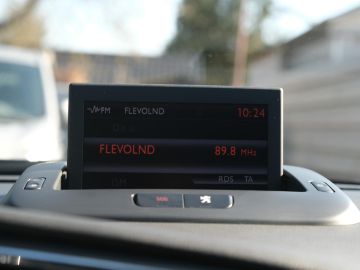 FM FLEVOLND 10:24
FLEVOLND 89.8 MHz
RDS TA